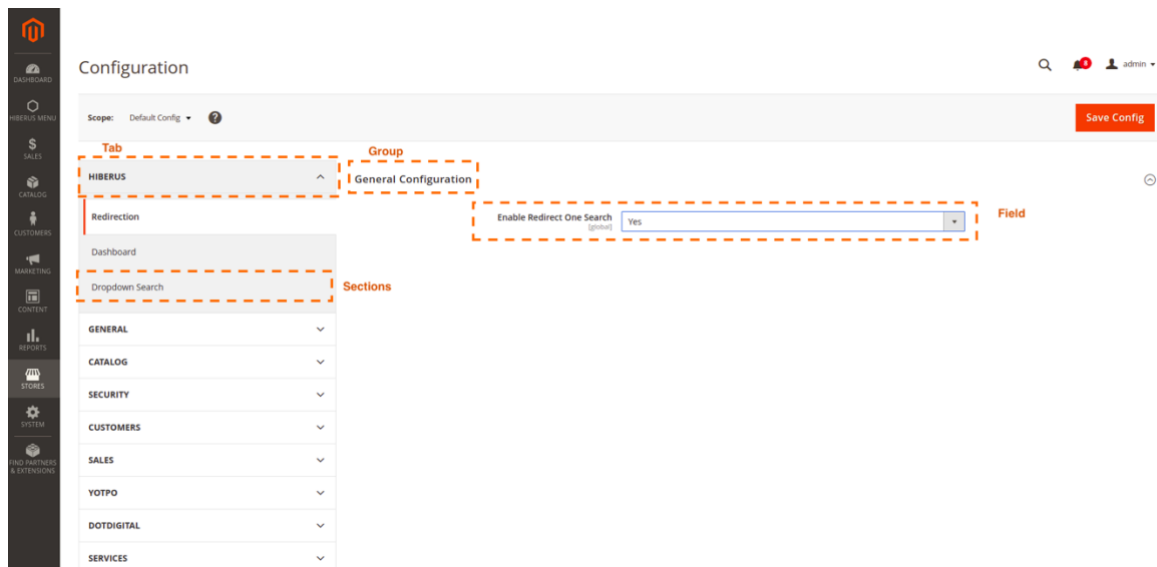 Configuration
8
admin
Scope: Default Config ?
Save Config
Tab
Group
HIBERUS
General Configuration
Redirection
Enable Redirect One Search
[global]
Yes
Field
Dashboard
Dropdown Search
Sections
GENERAL
CATALOG
SECURITY
CUSTOMERS
SALES
YOTPO
DOTDIGITAL
SERVICES
DASHBOARD
HIBERUS MENU
$
SALES
CATALOG
CUSTOMERS
MARKETING
CONTENT
REPORTS
STORES
SYSTEM
FIND PARTNERS
& EXTENSIONS